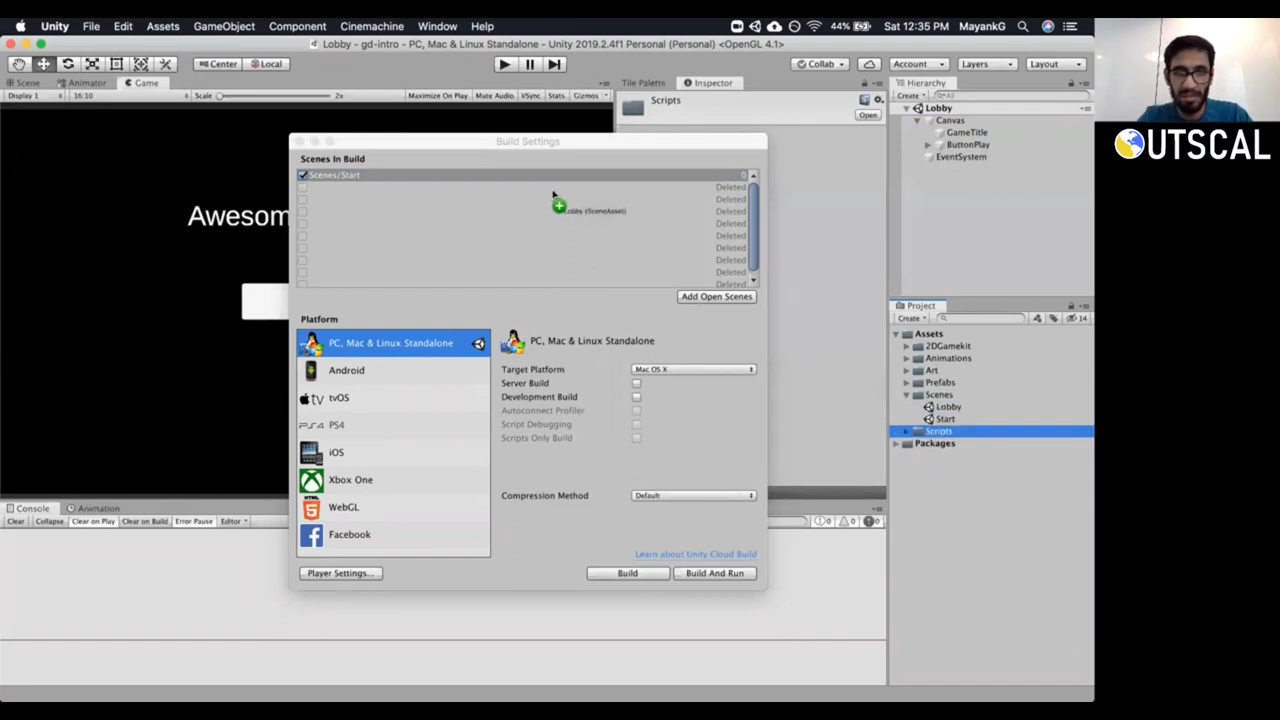 Unity File Edit Assets GameObject Component Cinemachine Window Help 44% Sat 12:35 PM MayankG
Lobby - gd-intro - PC, Mac & Linux Standalone - Unity 2019.2.4f1 Personal (Personal) <OpenGL 4.1>
Center Local Collab Account Layers Layout
Scene Animator Game Tile Palette Inspector Hierarchy
Display 1 16:10 Scale 2x Maximize On Play Mute Audio VSync Stats Gizmos Scripts Create All
Open Lobby
Canvas
GameTitle
ButtonPlay
EventSystem
OUTSCAL
Awesom
Build Settings
Scenes In Build
Scenes/Start 0
Deleted
Deleted
Lobby (SceneAsset) Deleted
Deleted
Deleted
Deleted
Deleted
Deleted
Deleted
Add Open Scenes
Platform
PC, Mac & Linux Standalone
Android
tvOS
PS4
iOS
Xbox One
WebGL
Facebook
PC, Mac & Linux Standalone
Target Platform Mac OS X
Server Build
Development Build
Autoconnect Profiler
Script Debugging
Scripts Only Build
Compression Method Default
Learn about Unity Cloud Build
Player Settings... Build Build And Run
Project
Create 14
Assets
2DGamekit
Animations
Art
Prefabs
Scenes
Lobby
Start
Scripts
Packages
Console Animation
Clear Collapse Clear on Play Clear on Build Error Pause Editor 0 0 0